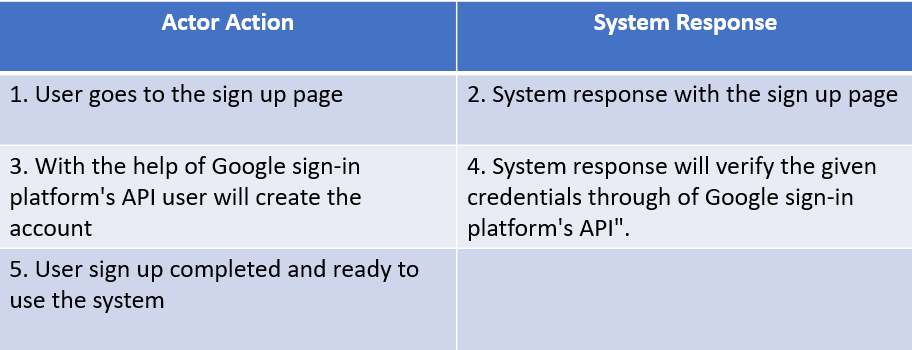 Actor Action
System Response
1. User goes to the sign up page
2. System response with the sign up page
3. With the help of Google sign-in
platform's API user will create the
account
4. System response will verify the given
credentials through of Google sign-in
platform's API".
5. User sign up completed and ready to
use the system